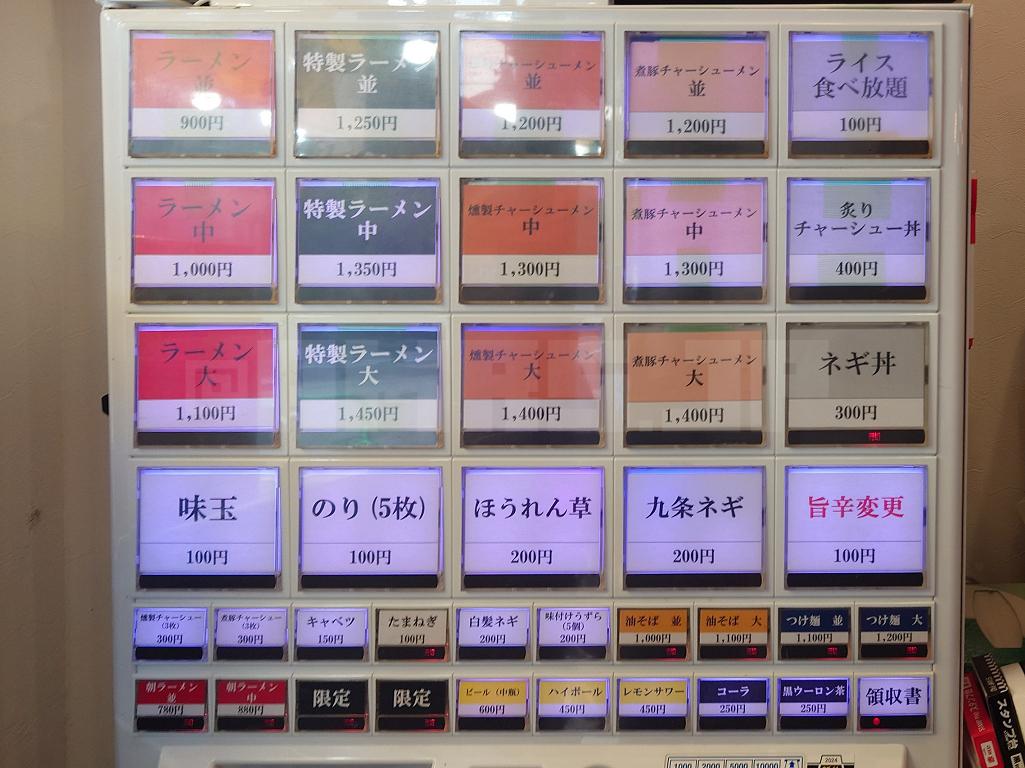 ラーメン
並
900円
特製ラーメン
並
1,250円
チャーシューメン
並
1,200円
煮豚チャーシューメン
並
1,200円
ライス
食べ放題
100円
ラーメン
中
1,000円
特製ラーメン
中
1,350円
燻製チャーシューメン
中
1,300円
煮豚チャーシューメン
中
1,300円
炙り
チャーシュー丼
400円
ラーメン
大
1,100円
特製ラーメン
大
1,450円
燻製チャーシューメン
大
1,400円
煮豚チャーシューメン
大
1,400円
ネギ丼
300円
味玉
100円
のり(5枚)
100円
ほうれん草
200円
九条ネギ
200円
旨辛変更
100円
燻製チャーシュー
(3枚)
300円
煮豚チャーシュー
(3枚)
300円
キャベツ
150円
たまねぎ
100円
白髪ネギ
200円
味付けうずら
(5個)
200円
油そば 並
1,000円
油そば 大
1,100円
つけ麺 並
1,100円
つけ麺 大
1,200円
朝ラーメン
並
780円
朝ラーメン
中
880円
限定
限定
ビール(中瓶)
600円
ハイボール
450円
レモンサワー
450円
コーラ
250円
黒ウーロン茶
250円
領収書
1000 2000 5000 10000
2024
スタンプ付